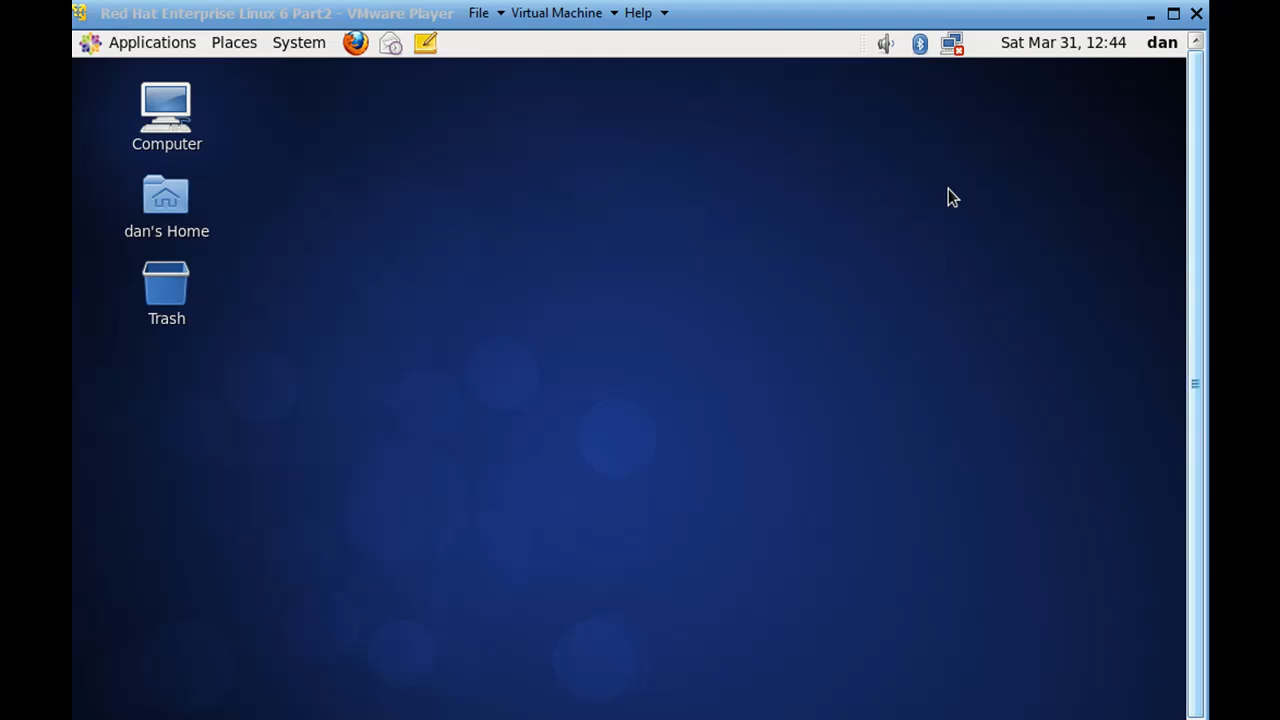 Red Hat Enterprise Linux 6 Part2 - VMware Player File Virtual Machine Help
Applications Places System Sat Mar 31, 12:44 dan
Computer
dan's Home
Trash